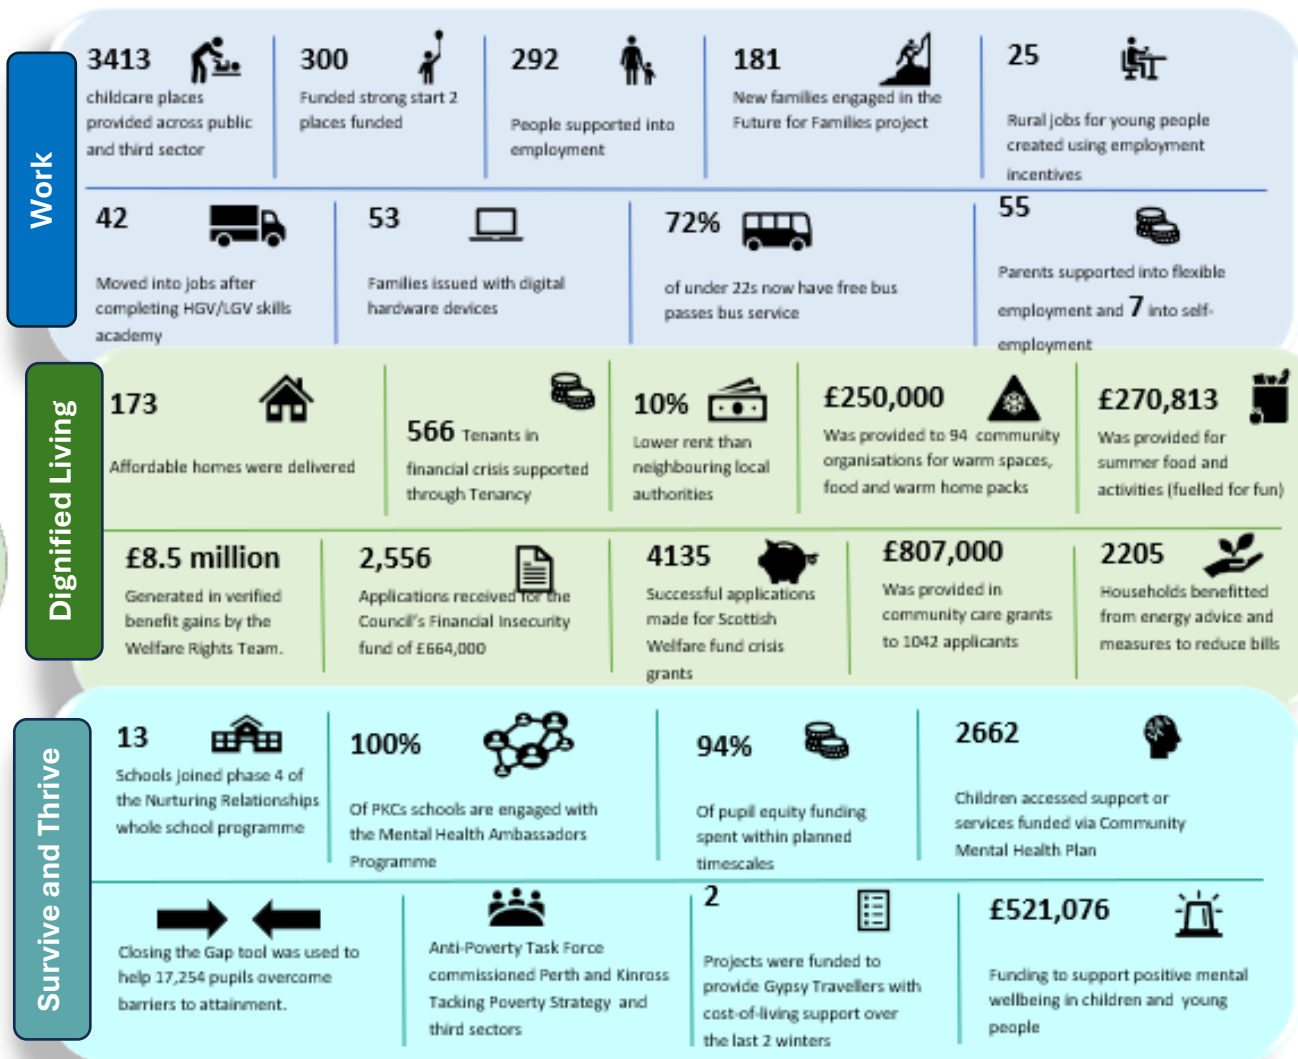 Work
3413
childcare places
provided across public
and third sector
300
Funded strong start 2
places funded
292
People supported into
employment
181
New families engaged in the
Future for Families project
25
Rural jobs for young people
created using employment
incentives
42
Moved into jobs after
completing HGV/LGV skills
academy
53
Families issued with digital
hardware devices
72%
of under 22s now have free bus
passes bus service
55
Parents supported into flexible
employment and 7 into self-
employment
Dignified Living
173
Affordable homes were delivered
566 Tenants in
financial crisis supported
through Tenancy
10%
Lower rent than
neighbouring local
authorities
£250,000
Was provided to 94 community
organisations for warm spaces,
food and warm home packs
£270,813
Was provided for
summer food and
activities (fuelled for fun)
£8.5 million
Generated in verified
benefit gains by the
Welfare Rights Team.
2,556
Applications received for the
Council's Financial Insecurity
fund of £664,000
4135
Successful applications
made for Scottish
Welfare fund crisis
grants
£807,000
Was provided in
community care grants
to 1042 applicants
2205
Households benefitted
from energy advice and
measures to reduce bills
Survive and Thrive
13
Schools joined phase 4 of
the Nurturing Relationships
whole school programme
100%
Of PKCs schools are engaged with
the Mental Health Ambassadors
Programme
94%
Of pupil equity funding
spent within planned
timescales
2662
Children accessed support or
services funded via Community
Mental Health Plan
Closing the Gap tool was used to
help 17,254 pupils overcome
barriers to attainment.
Anti-Poverty Task Force
commissioned Perth and Kinross
Tacking Poverty Strategy and
third sectors
2
Projects were funded to
provide Gypsy Travellers with
cost-of-living support over
the last 2 winters
£521,076
Funding to support positive mental
wellbeing in children and young
people